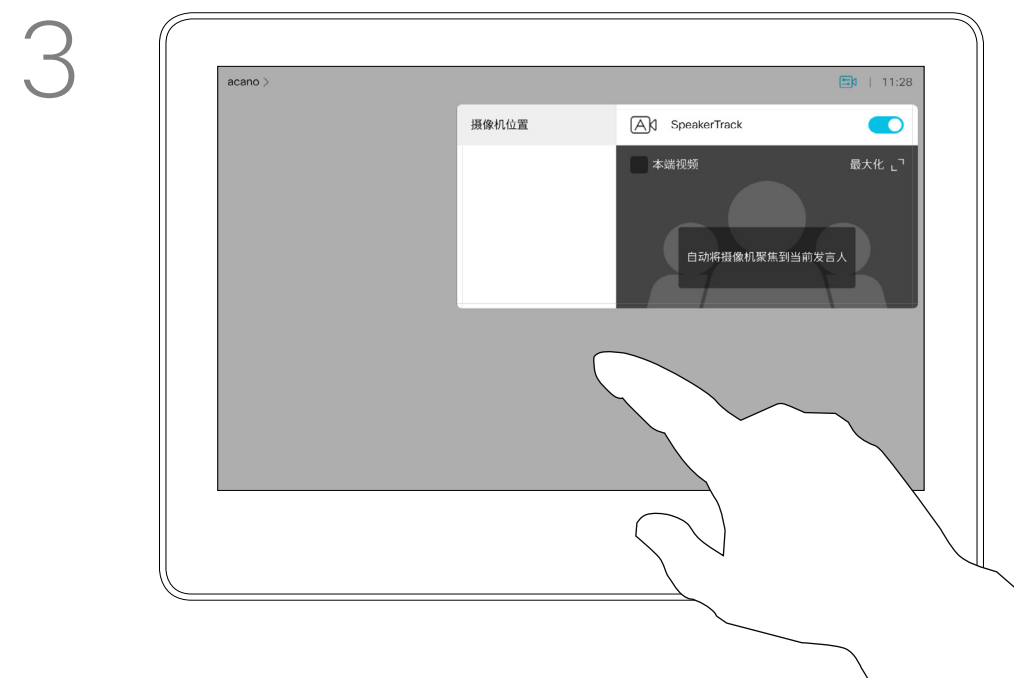 3
acano >
11:28
摄像机位置
SpeakerTrack
本端视频
最大化
自动将摄像机聚焦到当前发言人